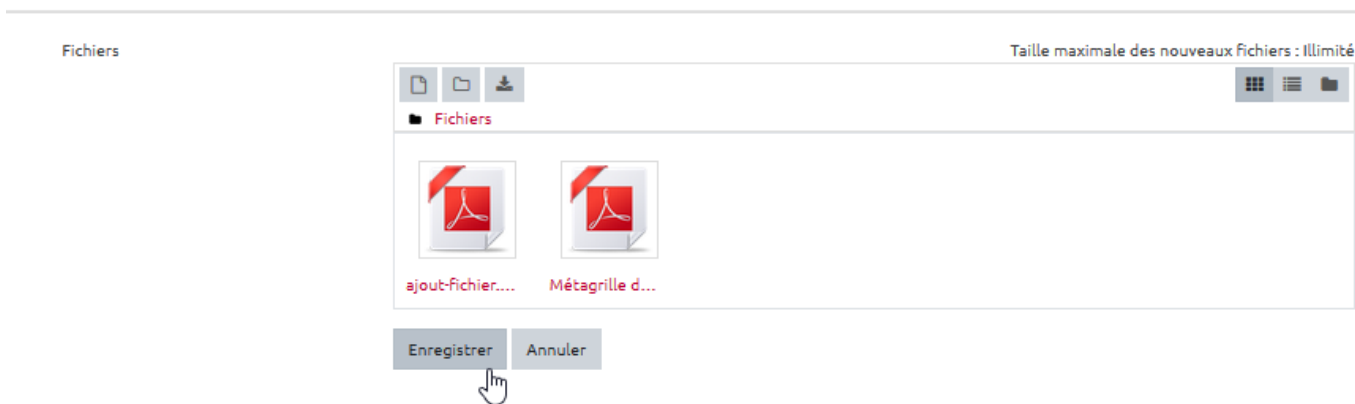 Fichiers
Taille maximale des nouveaux fichiers : Illimité
Fichiers
ajout-fichier.... Métagrille d...
Enregistrer Annuler